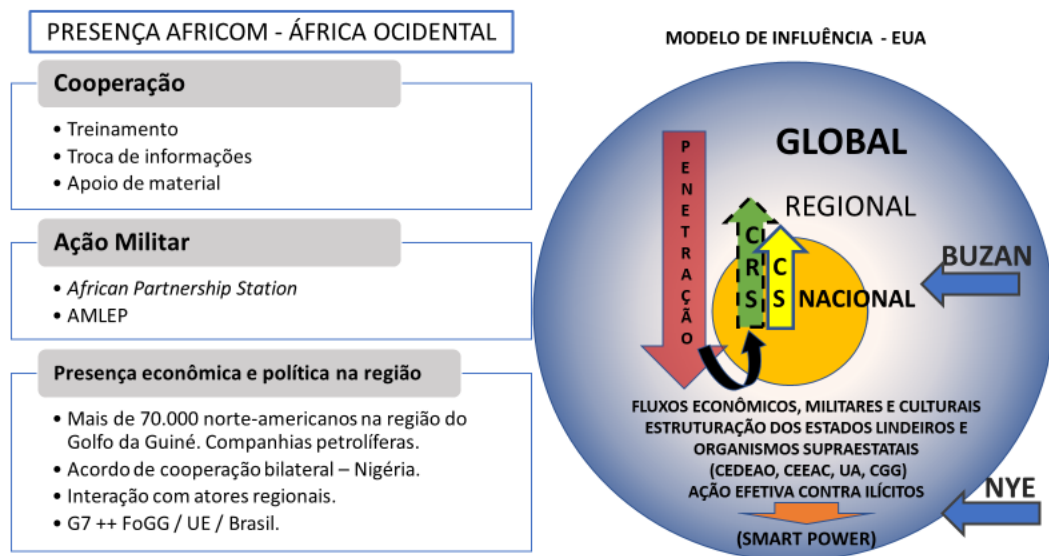 PRESENÇA AFRICOM - ÁFRICA OCIDENTAL
Cooperação
• Treinamento
• Troca de informações
• Apoio de material
Ação Militar
• African Partnership Station
• AMLEP
Presença econômica e política na região
• Mais de 70.000 norte-americanos na região do
Golfo da Guiné. Companhias petrolíferas.
• Acordo de cooperação bilateral – Nigéria.
• Interação com atores regionais.
• G7 ++ FoGG / UE / Brasil.
MODELO DE INFLUÊNCIA - EUA
GLOBAL
PENETRAÇÃO
REGIONAL
CRS
CS
NACIONAL
BUZAN
FLUXOS ECONÔMICOS, MILITARES E CULTURAIS
ESTRUTURAÇÃO DOS ESTADOS LINDEIROS E
ORGANISMOS SUPRAESTATAIS
(CEDEAO, CEEAC, UA, CGG)
AÇÃO EFETIVA CONTRA ILÍCITOS
NYE
(SMART POWER)